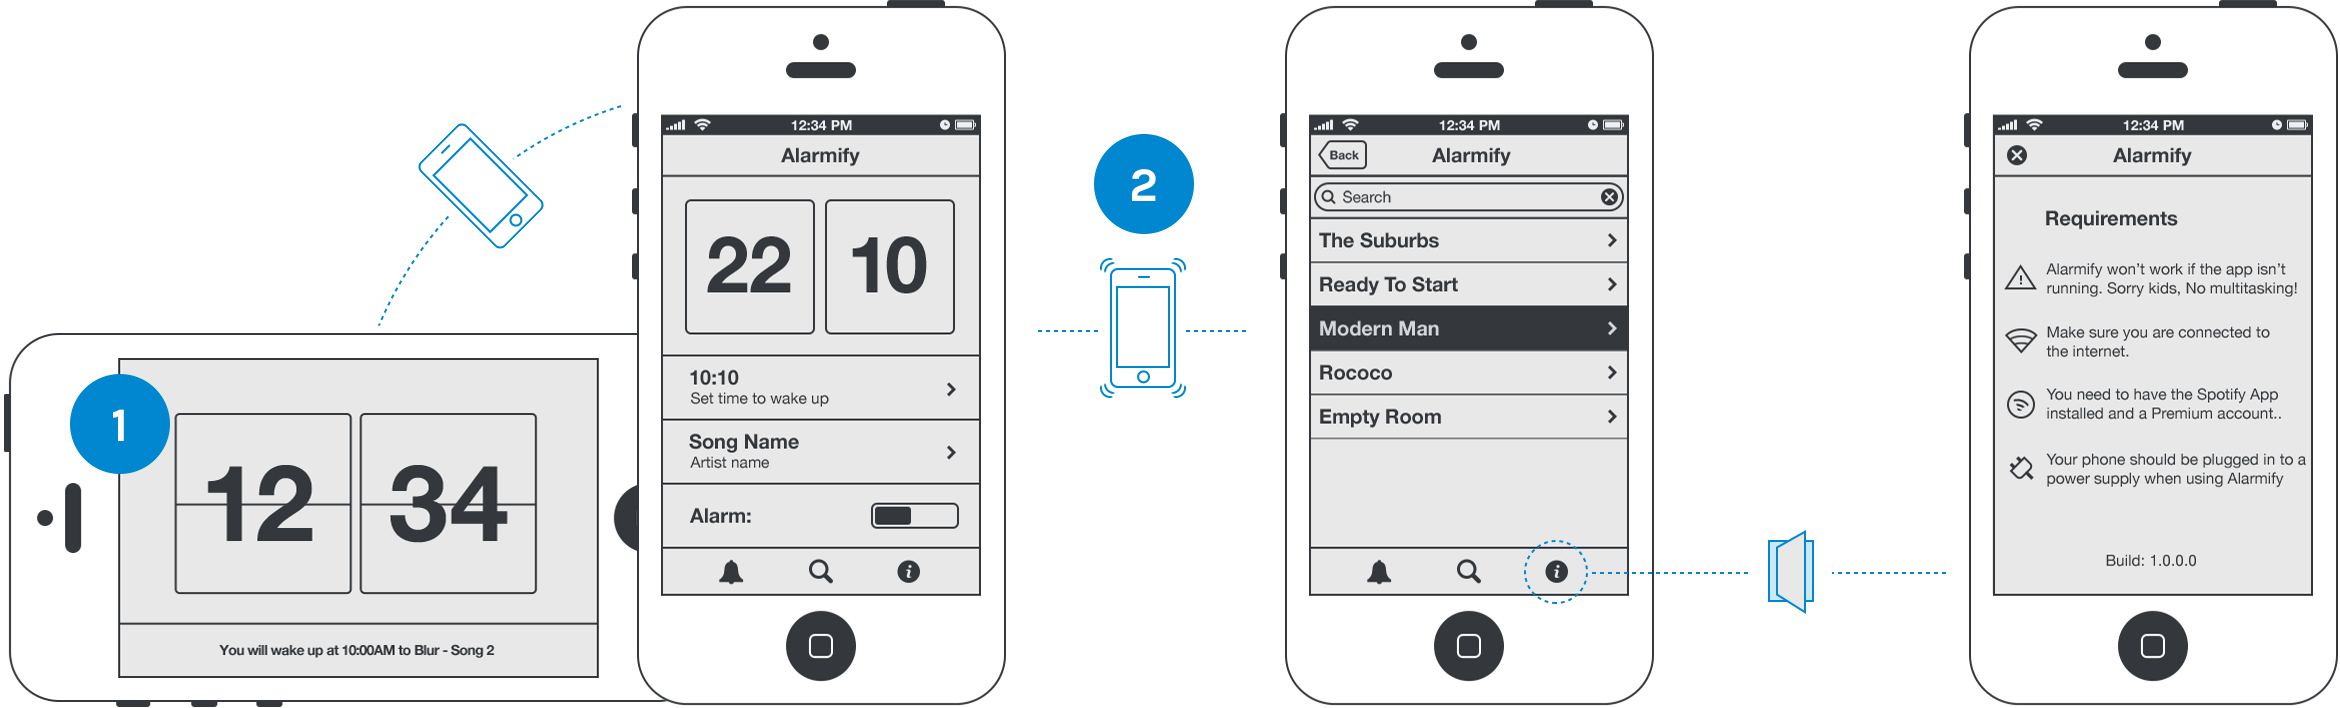 1
12 34
You will wake up at 10:00AM to Blur - Song 2
12:34 PM
Alarmify
22 10
10:10
Set time to wake up
Song Name
Artist name
Alarm:
2
12:34 PM
Back
Alarmify
Search
The Suburbs
Ready To Start
Modern Man
Rococo
Empty Room
12:34 PM
Alarmify
Requirements
Alarmify won't work if the app isn't
running. Sorry kids, No multitasking!
Make sure you are connected to
the internet.
You need to have the Spotify App
installed and a Premium account..
Your phone should be plugged in to a
power supply when using Alarmify
Build: 1.0.0.0